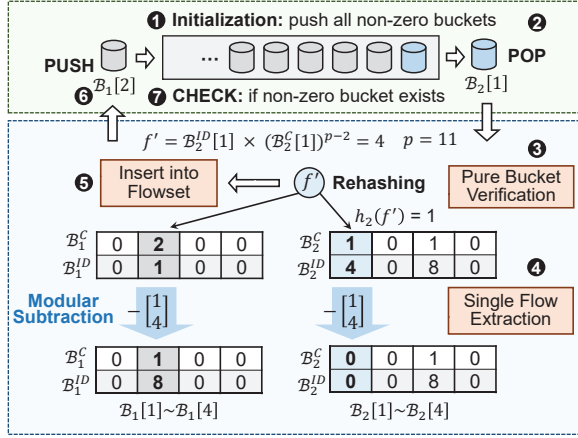 ❶ Initialization: push all non-zero buckets ❷
PUSH ... POP
ℬ₁[2] ℬ₂[1]
❻ ❼ CHECK: if non-zero bucket exists
f′ = ℬ₂^ID[1] × (ℬ₂^C[1])^{p−2} = 4 p = 11 ❸
❺ Insert into Flowset f′ Rehashing Pure Bucket Verification
h₂(f′) = 1
ℬ₁^C 0 2 0 0 ℬ₂^C 1 0 1 0
ℬ₁^ID 0 1 0 0 ℬ₂^ID 4 0 8 0 ❹
Modular Subtraction −[1 4] −[1 4] Single Flow Extraction
ℬ₁^C 0 1 0 0 ℬ₂^C 0 0 1 0
ℬ₁^ID 0 8 0 0 ℬ₂^ID 0 0 8 0
ℬ₁[1]~ℬ₁[4] ℬ₂[1]~ℬ₂[4]